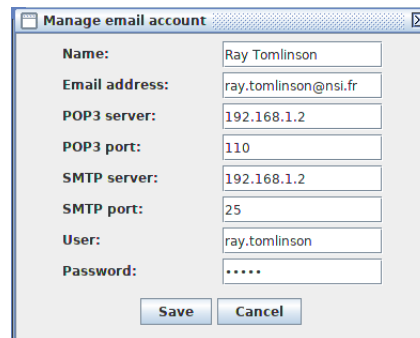 Manage email account
Name: Ray Tomlinson
Email address: ray.tomlinson@nsi.fr
POP3 server: 192.168.1.2
POP3 port: 110
SMTP server: 192.168.1.2
SMTP port: 25
User: ray.tomlinson
Password: •••••
Save Cancel